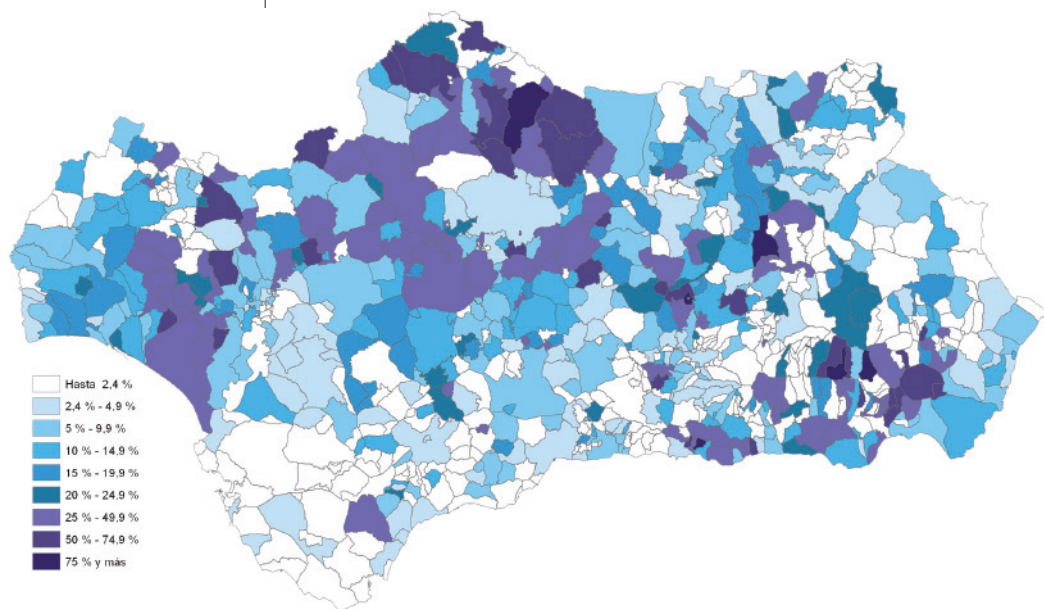 Hasta 2,4 %
2,4 % - 4,9 %
5 % - 9,9 %
10 % - 14,9 %
15 % - 19,9 %
20 % - 24,9 %
25 % - 49,9 %
50 % - 74,9 %
75 % y más